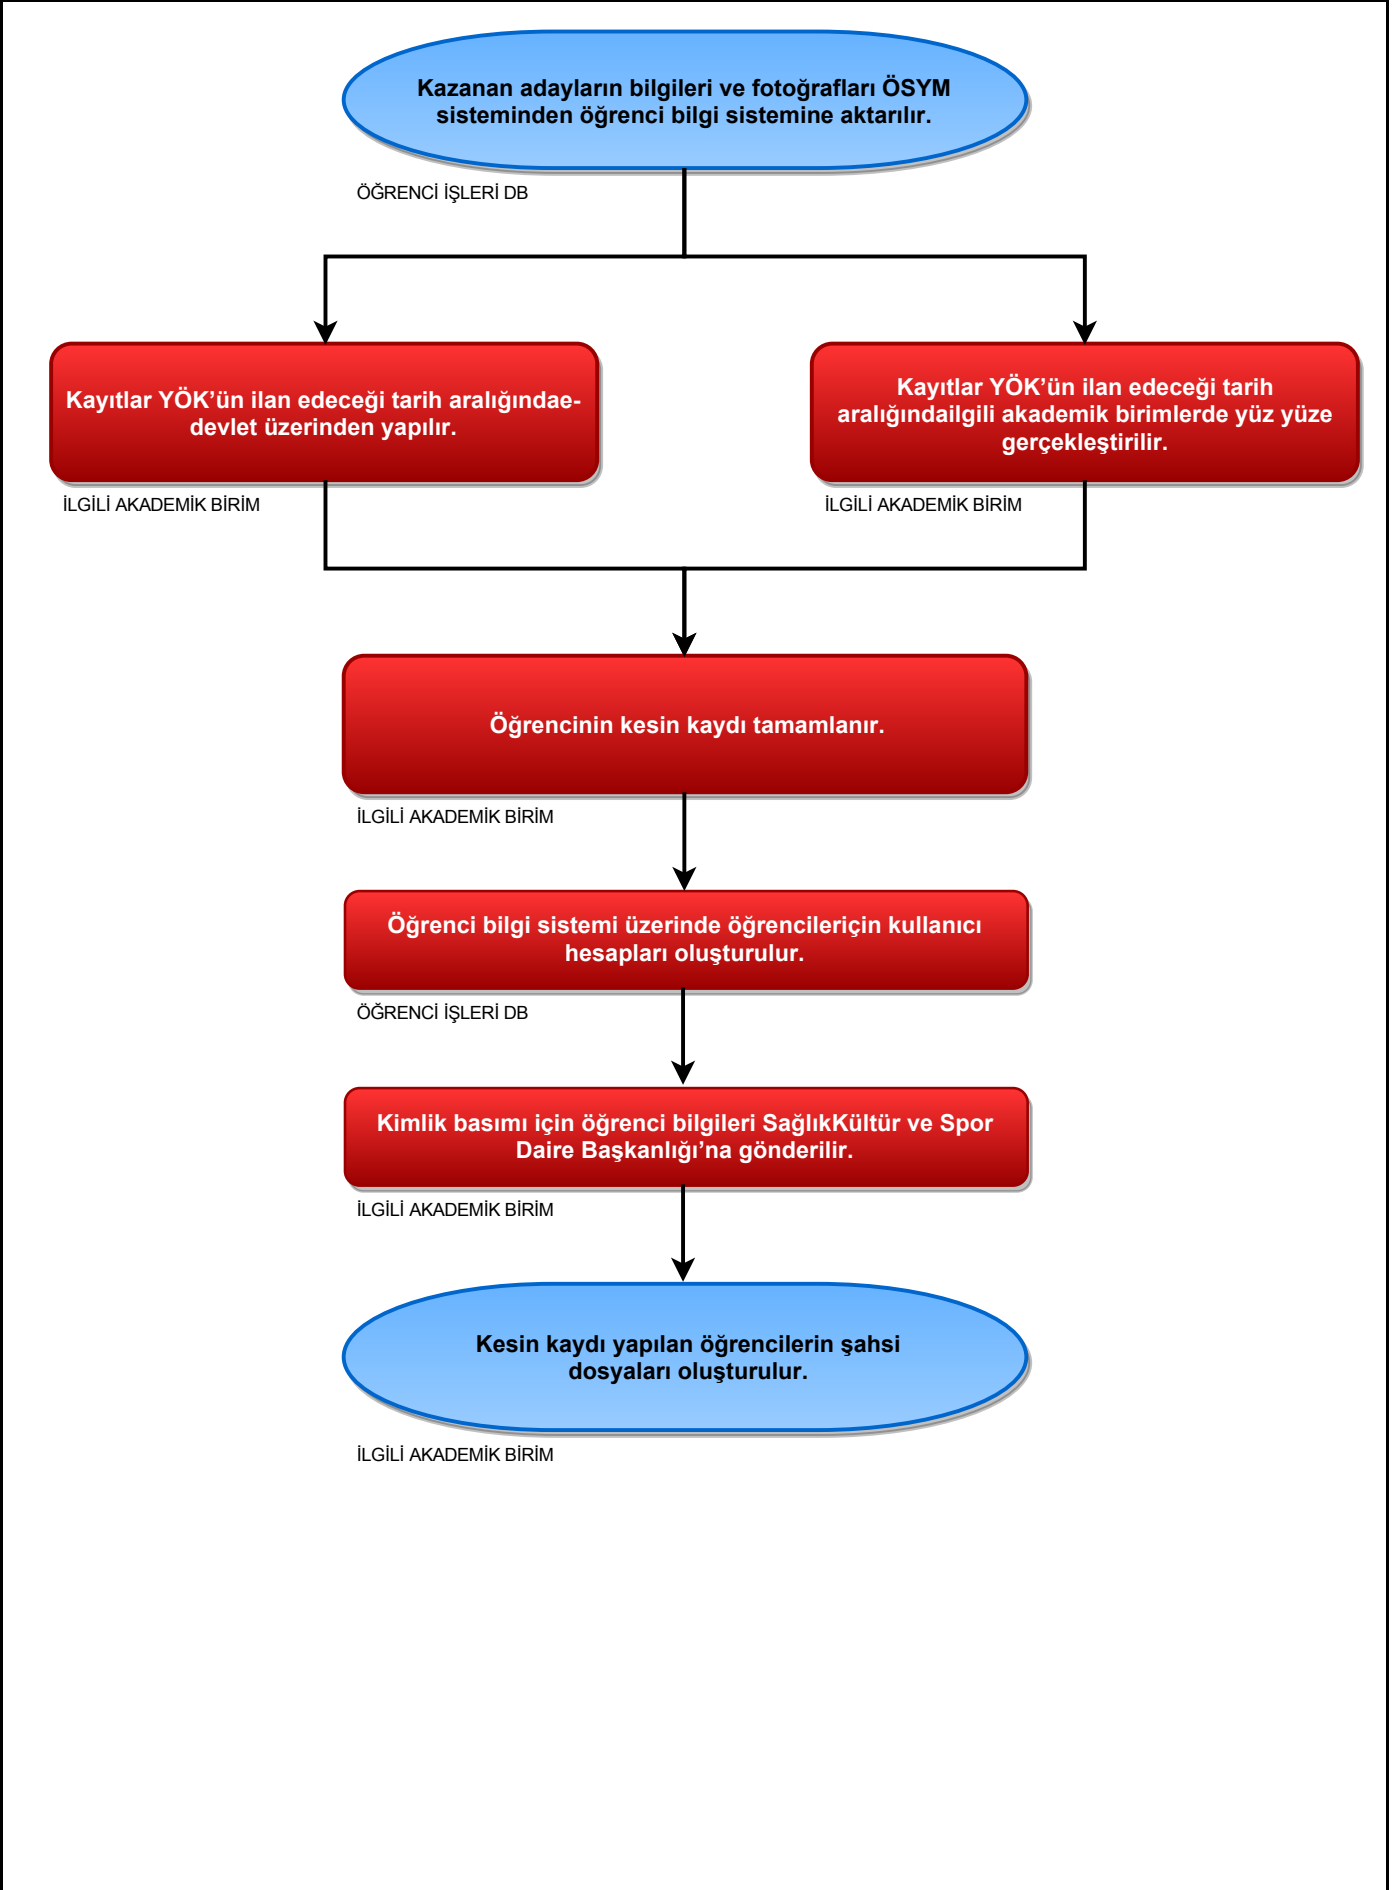 Kazanan adayların bilgileri ve fotoğrafları ÖSYM
sisteminden öğrenci bilgi sistemine aktarılır.
ÖĞRENCİ İŞLERİ DB
Kayıtlar YÖK’ün ilan edeceği tarih aralığındae-
devlet üzerinden yapılır.
İLGİLİ AKADEMİK BİRİM
Kayıtlar YÖK’ün ilan edeceği tarih
aralığındailgili akademik birimlerde yüz yüze
gerçekleştirilir.
İLGİLİ AKADEMİK BİRİM
Öğrencinin kesin kaydı tamamlanır.
İLGİLİ AKADEMİK BİRİM
Öğrenci bilgi sistemi üzerinde öğrencileriçin kullanıcı
hesapları oluşturulur.
ÖĞRENCİ İŞLERİ DB
Kimlik basımı için öğrenci bilgileri SağlıkKültür ve Spor
Daire Başkanlığı’na gönderilir.
İLGİLİ AKADEMİK BİRİM
Kesin kaydı yapılan öğrencilerin şahsi
dosyaları oluşturulur.
İLGİLİ AKADEMİK BİRİM